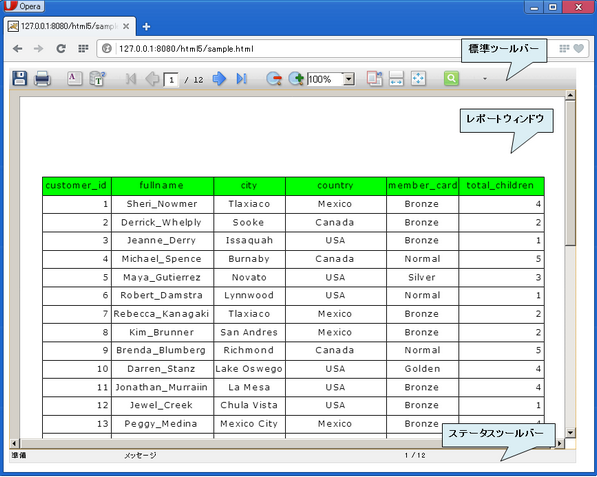 Opera
127.0.0.1:8080/html5/samp
127.0.0.1:8080/html5/sample.html
標準ツールバー
1 / 12
100%
レポートウィンドウ
customer_id fullname city country member_card total_children
1 Sheri_Nowmer Tlaxiaco Mexico Bronze 4
2 Derrick_Whelply Sooke Canada Bronze 2
3 Jeanne_Derry Issaquah USA Bronze 1
4 Michael_Spence Burnaby Canada Normal 5
5 Maya_Gutierrez Novato USA Silver 3
6 Robert_Damstra Lynnwood USA Normal 1
7 Rebecca_Kanagaki Tlaxiaco Mexico Bronze 2
8 Kim_Brunner San Andres Mexico Bronze 2
9 Brenda_Blumberg Richmond Canada Normal 5
10 Darren_Stanz Lake Oswego USA Golden 4
11 Jonathan_Murraiin La Mesa USA Bronze 4
12 Jewel_Creek Chula Vista USA Bronze 1
13 Peggy_Medina Mexico City Mexico Bronze 4
ステータスツールバー
準備 メッセージ 1 / 12